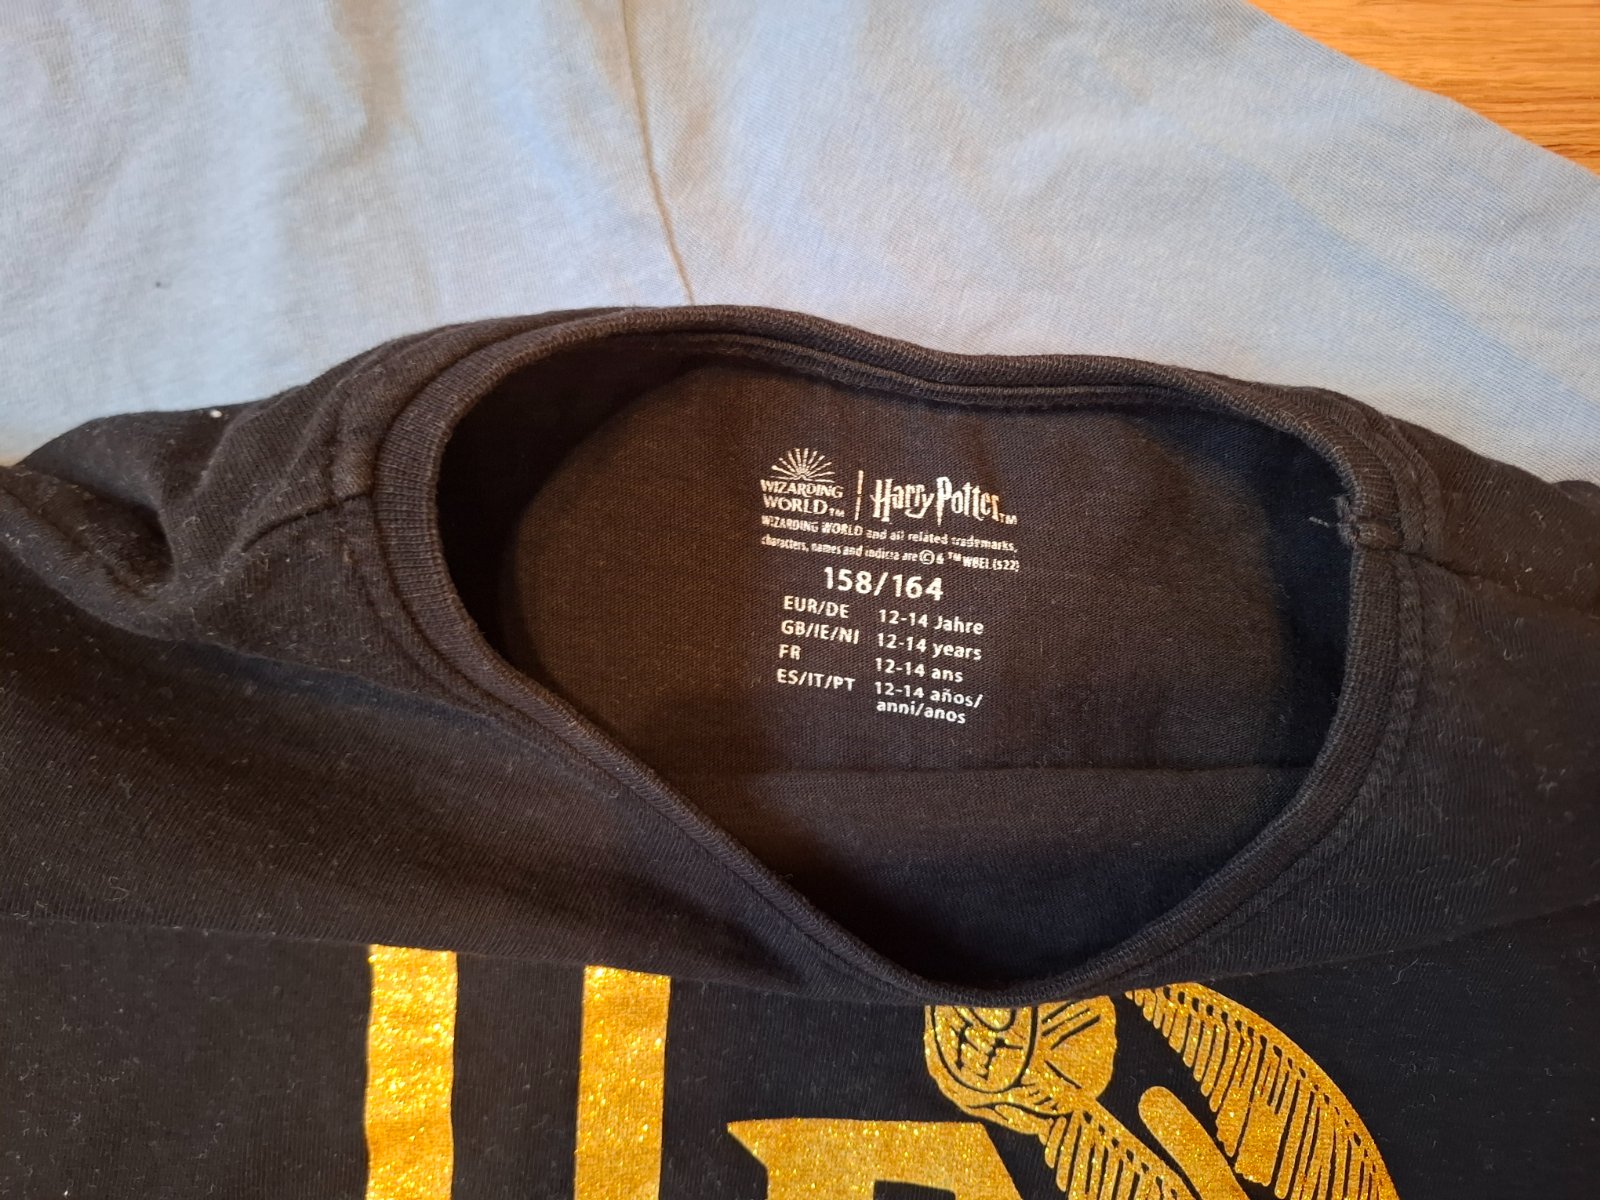 WIZARDING
WORLD™ | Harry Potter™
WIZARDING WORLD and all related trademarks,
characters, names and indicia are © & ™ WBEI. (s22)
158/164
EUR/DE 12-14 Jahre
GB/IE/NI 12-14 years
FR 12-14 ans
ES/IT/PT 12-14 años/
anni/anos